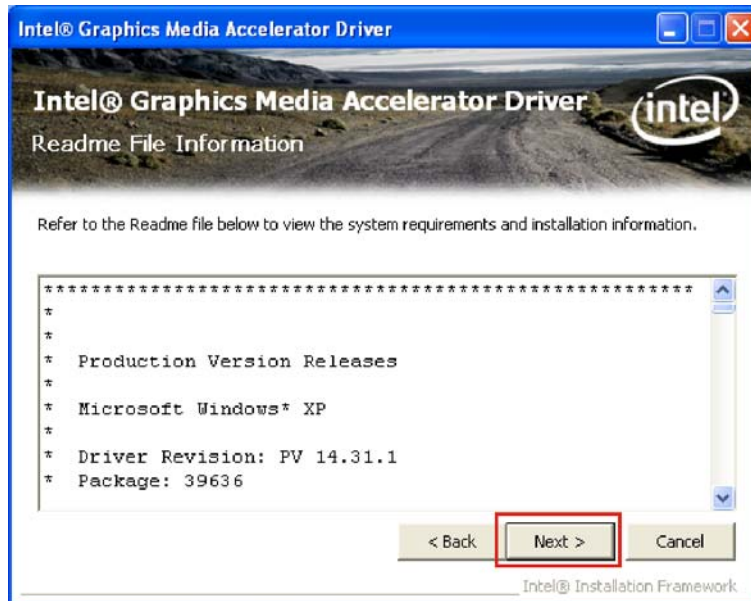 Intel® Graphics Media Accelerator Driver
Intel® Graphics Media Accelerator Driver
intel
Readme File Information
Refer to the Readme file below to view the system requirements and installation information.
*******************************************************
*
*
* Production Version Releases
*
* Microsoft Windows* XP
*
* Driver Revision: PV 14.31.1
* Package: 39636
< Back
Next >
Cancel
Intel® Installation Framework